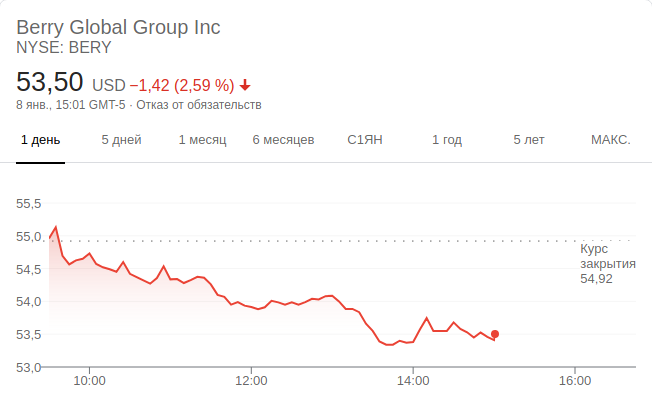 Berry Global Group Inc
NYSE: BERY
53,50 USD −1,42 (2,59 %)
8 янв., 15:01 GMT-5 · Отказ от обязательств
1 день 5 дней 1 месяц 6 месяцев С1ЯН 1 год 5 лет МАКС.
55,5
55,0
Курс
закрытия
54,92
54,5
54,0
53,5
53,0
10:00 12:00 14:00 16:00